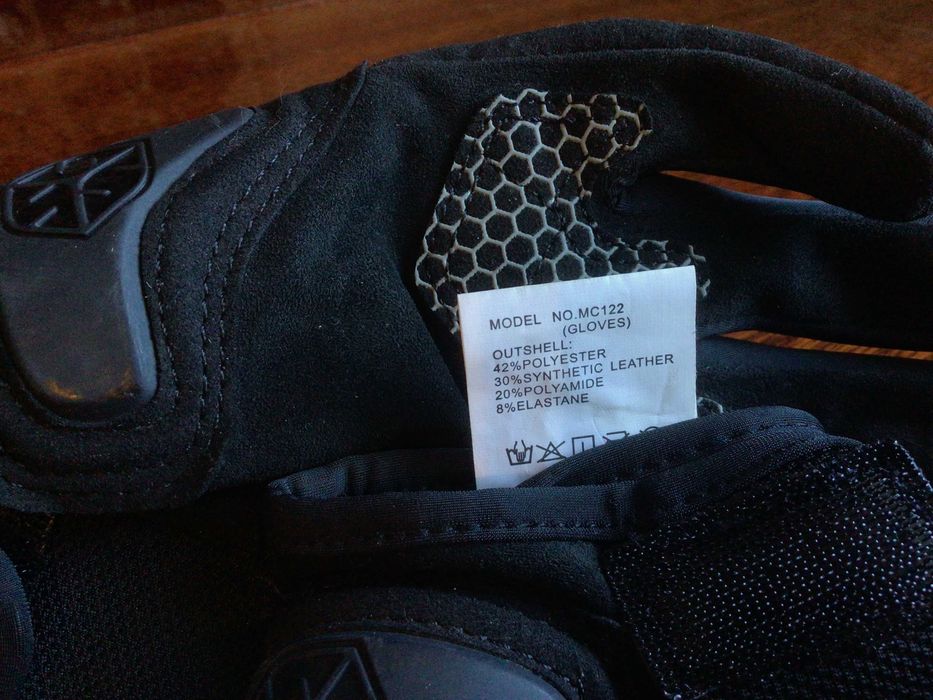 MODEL NO.MC122
(GLOVES)
OUTSHELL:
42%POLYESTER
30%SYNTHETIC LEATHER
20%POLYAMIDE
8%ELASTANE